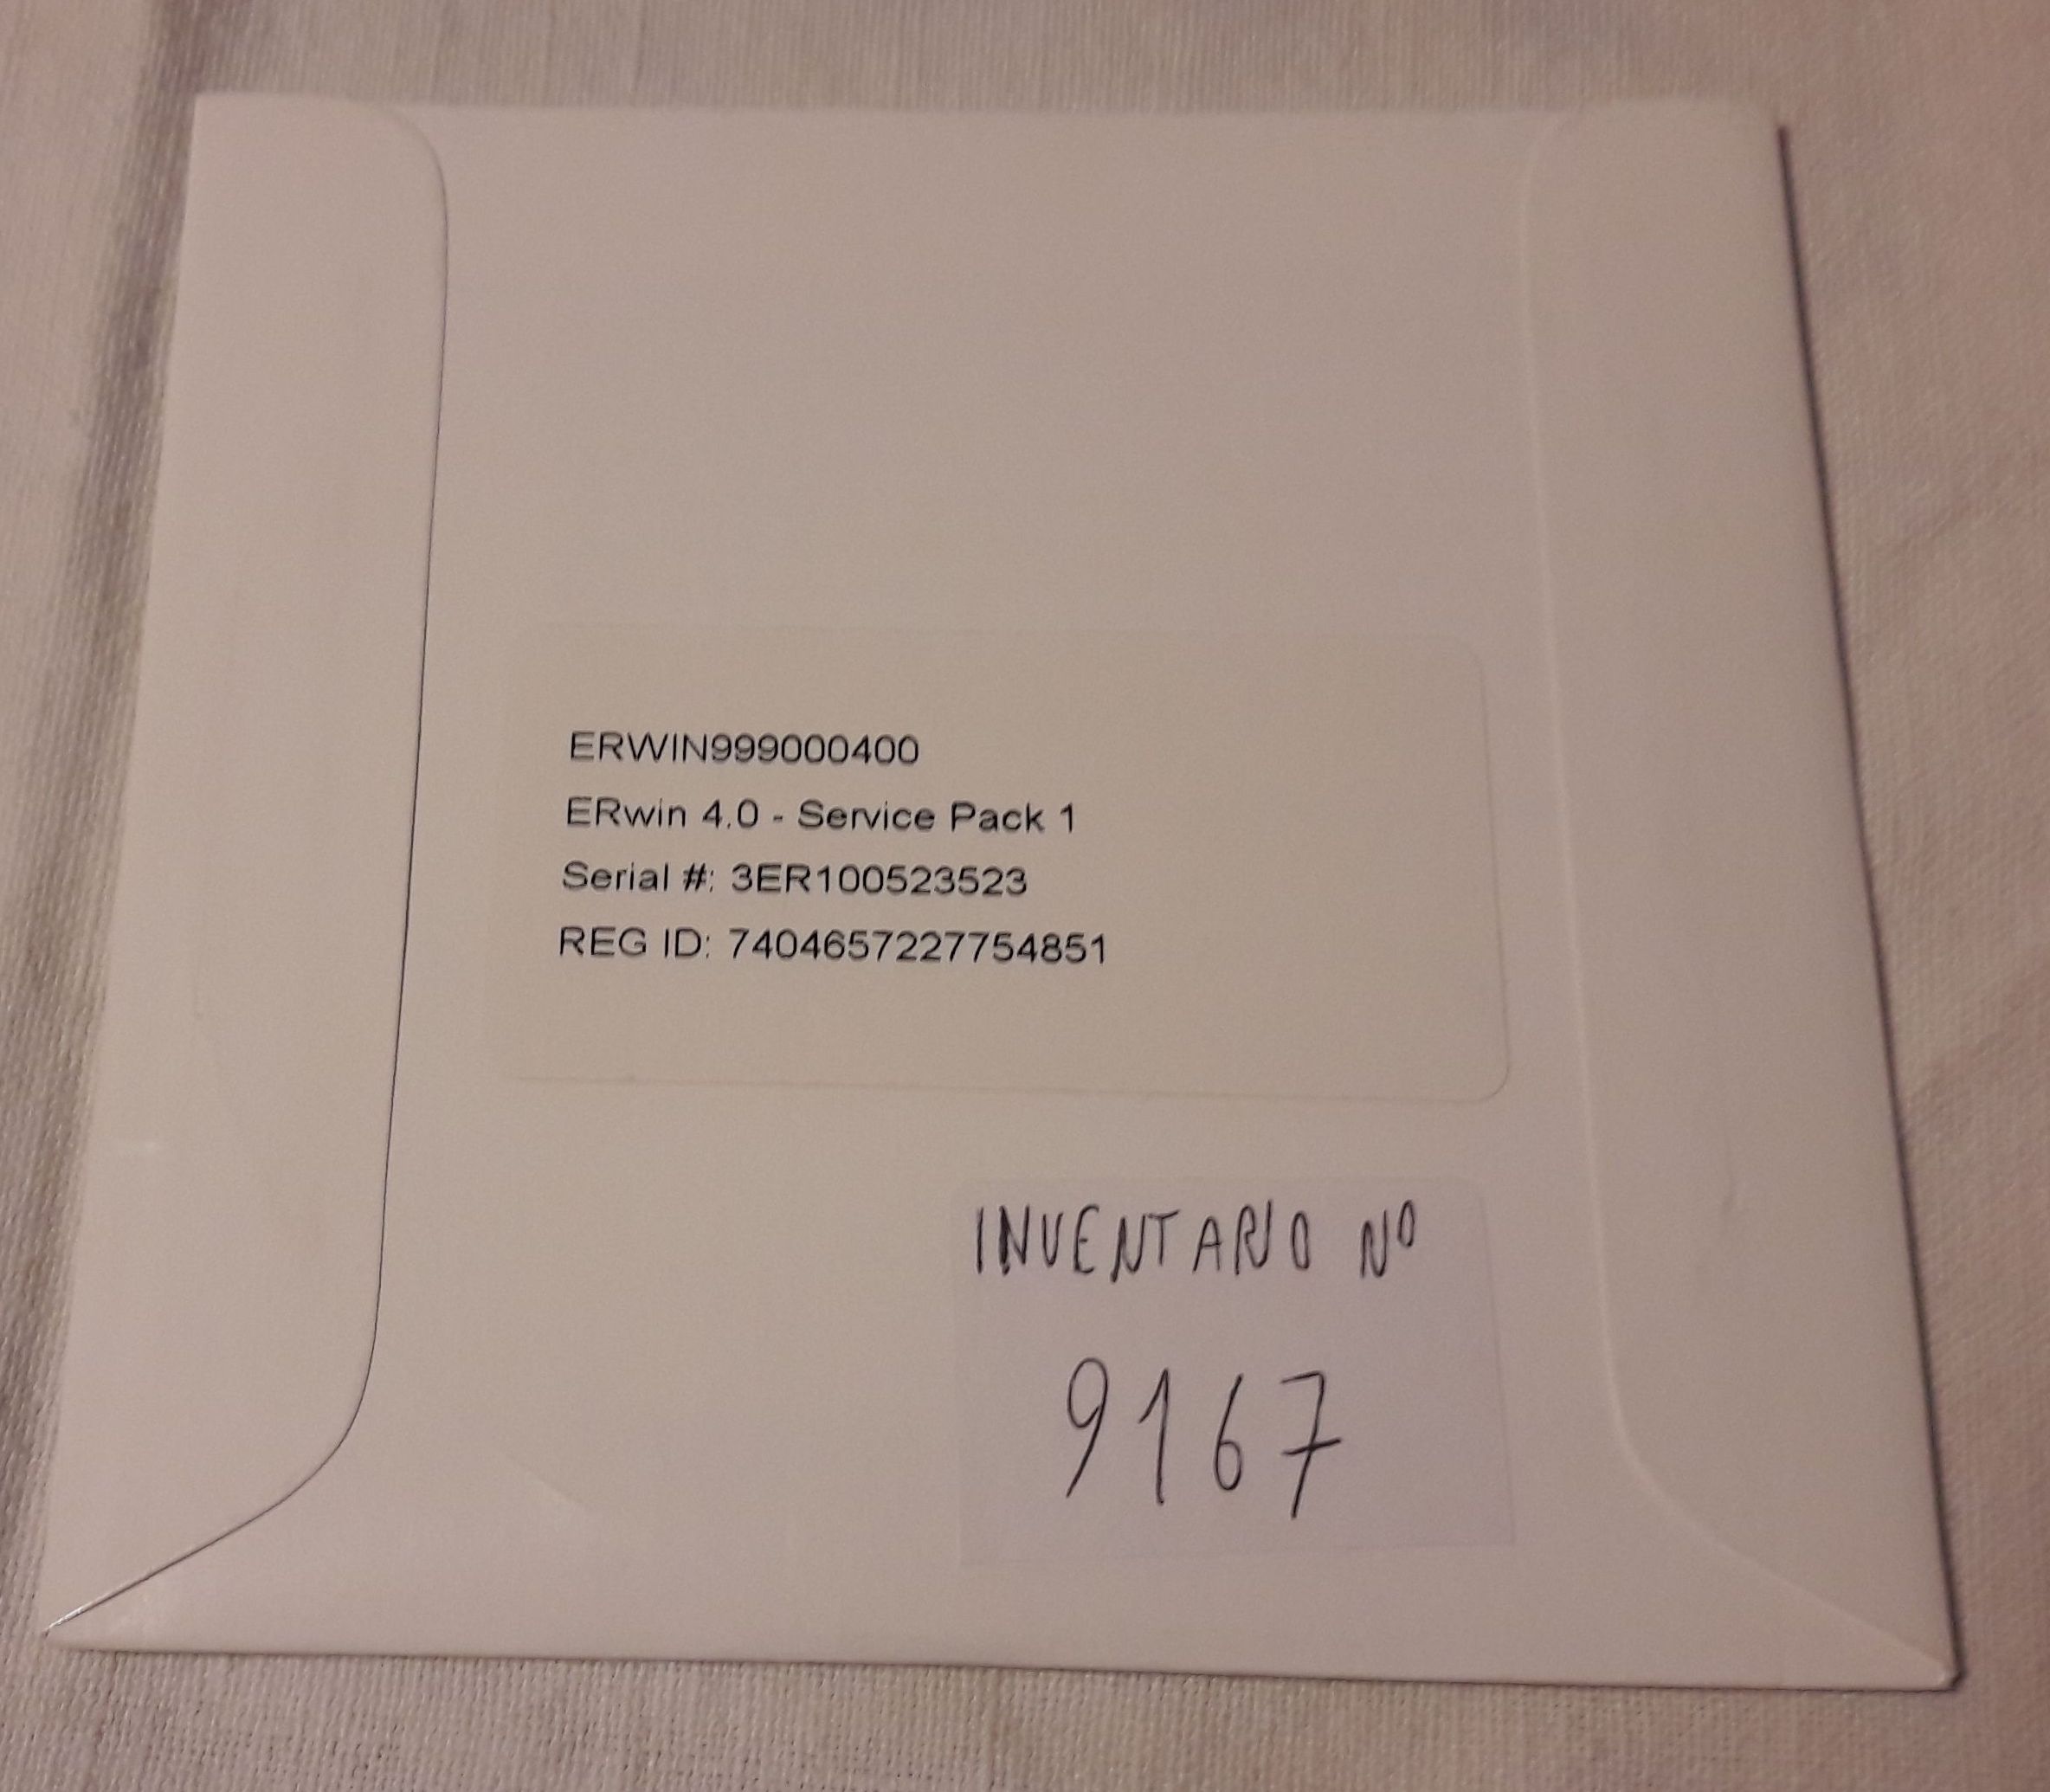 ERWIN999000400
ERwin 4.0 - Service Pack 1
Serial #: 3ER100523523
REG ID: 7404657227754851
INVENTARIO Nº
9167